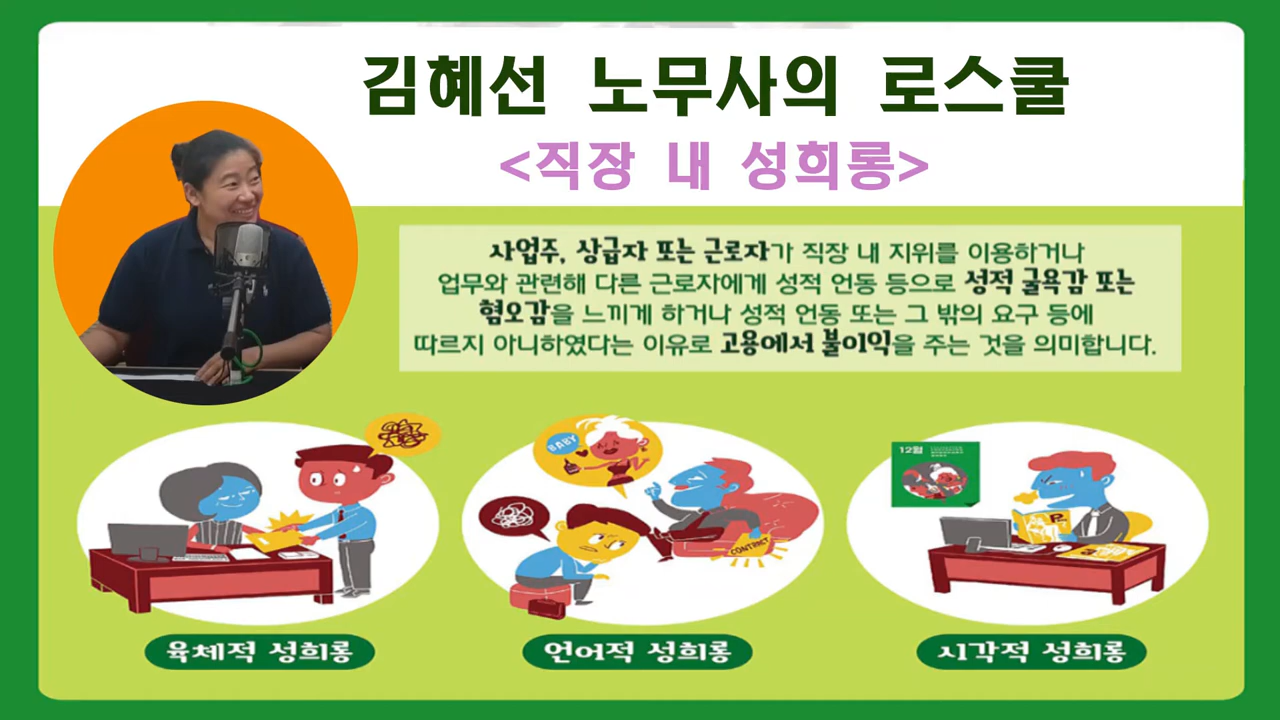 김혜선 노무사의 로스쿨
<직장 내 성희롱>
사업주, 상급자 또는 근로자가 직장 내 지위를 이용하거나
업무와 관련해 다른 근로자에게 성적 언동 등으로 성적 굴욕감 또는
혐오감을 느끼게 하거나 성적 언동 또는 그 밖의 요구 등에
따르지 아니하였다는 이유로 고용에서 불이익을 주는 것을 의미합니다.
BABY
CONTRACT
12월
P
육체적 성희롱
언어적 성희롱
시각적 성희롱